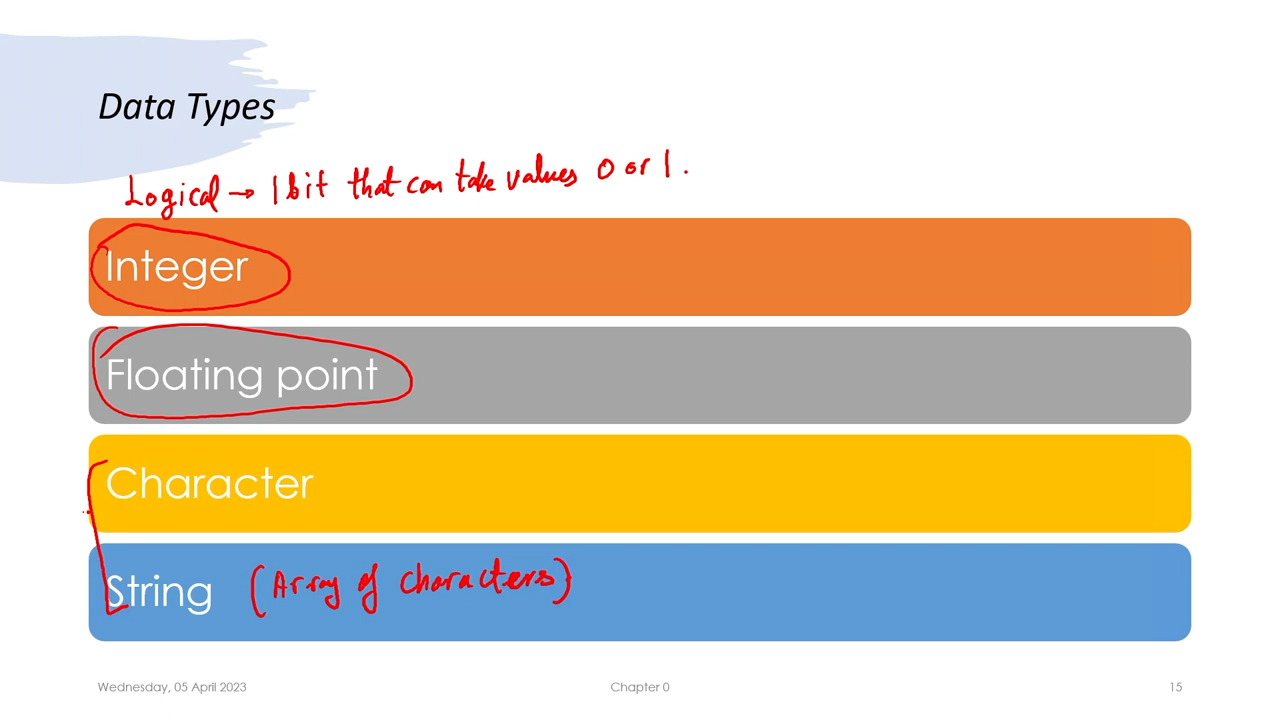 Data Types
Logical → 1 bit that can take values 0 or 1.
Integer
Floating point
Character
String (Array of characters)
Wednesday, 05 April 2023 Chapter 0 15